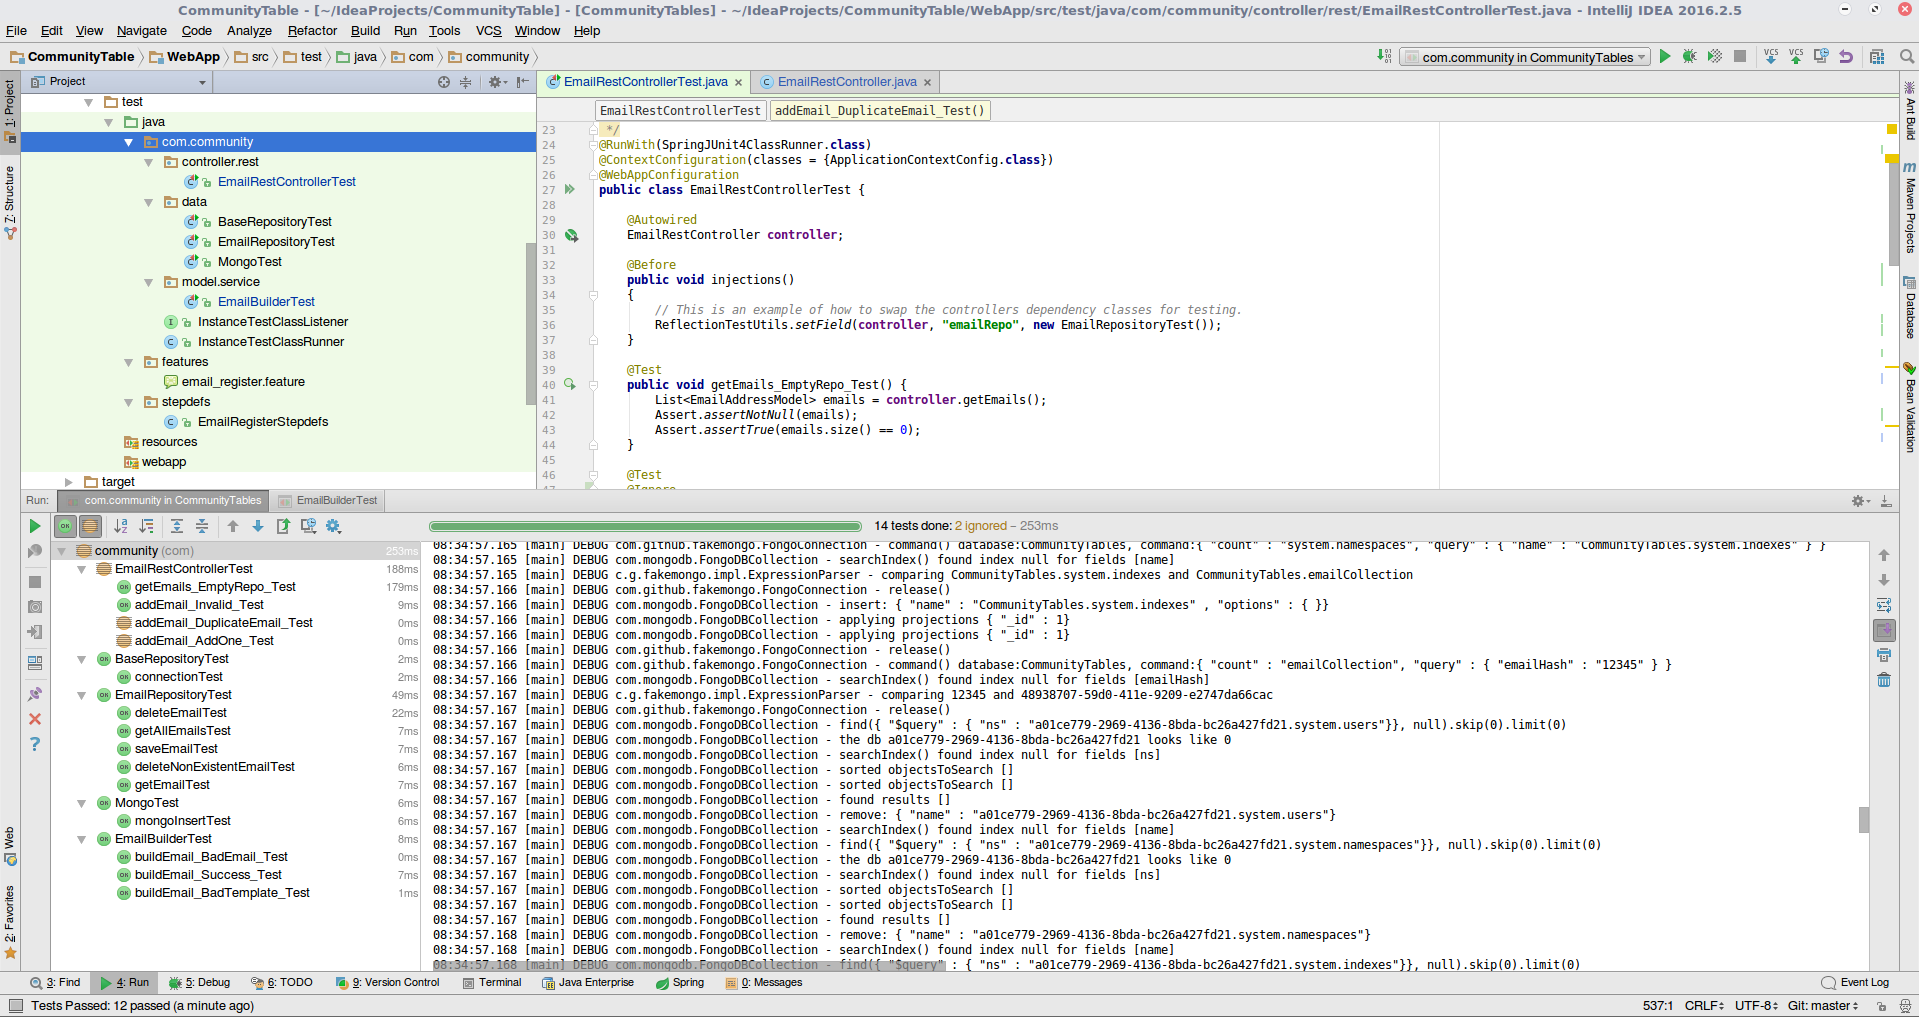 CommunityTable - [~/IdeaProjects/CommunityTable] - [CommunityTables] - ~/IdeaProjects/CommunityTable/WebApp/src/test/java/com/community/controller/rest/EmailRestControllerTest.java - IntelliJ IDEA 2016.2.5
File Edit View Navigate Code Analyze Refactor Build Run Tools VCS Window Help
CommunityTable WebApp src test java com community
com.community in CommunityTables
VCS VCS
Project
EmailRestControllerTest.java EmailRestController.java
EmailRestControllerTest addEmail_DuplicateEmail_Test()
1: Project
7: Structure
Web
2: Favorites
test
java
com.community
controller.rest
EmailRestControllerTest
data
BaseRepositoryTest
EmailRepositoryTest
MongoTest
model.service
EmailBuilderTest
InstanceTestClassListener
InstanceTestClassRunner
features
email_register.feature
stepdefs
EmailRegisterStepdefs
resources
webapp
target
23 */
24 @RunWith(SpringJUnit4ClassRunner.class)
25 @ContextConfiguration(classes = {ApplicationContextConfig.class})
26 @WebAppConfiguration
27 public class EmailRestControllerTest {
28
29 @Autowired
30 EmailRestController controller;
31
32 @Before
33 public void injections()
34 {
35 // This is an example of how to swap the controllers dependency classes for testing.
36 ReflectionTestUtils.setField(controller, "emailRepo", new EmailRepositoryTest());
37 }
38
39 @Test
40 public void getEmails_EmptyRepo_Test() {
41 List<EmailAddressModel> emails = controller.getEmails();
42 Assert.assertNotNull(emails);
43 Assert.assertTrue(emails.size() == 0);
44 }
45
46 @Test
47 @Ignore
Ant Build
Maven Projects
Database
Bean Validation
Run: com.community in CommunityTables EmailBuilderTest
14 tests done: 2 ignored – 253ms
community (com) 253ms
EmailRestControllerTest 188ms
getEmails_EmptyRepo_Test 179ms
addEmail_Invalid_Test 9ms
addEmail_DuplicateEmail_Test 0ms
addEmail_AddOne_Test 0ms
BaseRepositoryTest 2ms
connectionTest 2ms
EmailRepositoryTest 49ms
deleteEmailTest 22ms
getAllEmailsTest 7ms
saveEmailTest 7ms
deleteNonExistentEmailTest 6ms
getEmailTest 7ms
MongoTest 6ms
mongoInsertTest 6ms
EmailBuilderTest 8ms
buildEmail_BadEmail_Test 0ms
buildEmail_Success_Test 7ms
buildEmail_BadTemplate_Test 1ms
08:34:57.165 [main] DEBUG com.github.fakemongo.FongoConnection - command() database:CommunityTables, command:{ "count" : "system.namespaces", "query" : { "name" : "CommunityTables.system.indexes" } }
08:34:57.165 [main] DEBUG com.mongodb.FongoDBCollection - searchIndex() found index null for fields [name]
08:34:57.165 [main] DEBUG c.g.fakemongo.impl.ExpressionParser - comparing CommunityTables.system.indexes and CommunityTables.emailCollection
08:34:57.166 [main] DEBUG com.github.fakemongo.FongoConnection - release()
08:34:57.166 [main] DEBUG com.mongodb.FongoDBCollection - insert: { "name" : "CommunityTables.system.indexes" , "options" : { }}
08:34:57.166 [main] DEBUG com.mongodb.FongoDBCollection - applying projections { "_id" : 1}
08:34:57.166 [main] DEBUG com.mongodb.FongoDBCollection - applying projections { "_id" : 1}
08:34:57.166 [main] DEBUG com.github.fakemongo.FongoConnection - release()
08:34:57.166 [main] DEBUG com.github.fakemongo.FongoConnection - command() database:CommunityTables, command:{ "count" : "emailCollection", "query" : { "emailHash" : "12345" } }
08:34:57.166 [main] DEBUG com.mongodb.FongoDBCollection - searchIndex() found index null for fields [emailHash]
08:34:57.167 [main] DEBUG c.g.fakemongo.impl.ExpressionParser - comparing 12345 and 48938707-59d0-411e-9209-e2747da66cac
08:34:57.167 [main] DEBUG com.github.fakemongo.FongoConnection - release()
08:34:57.167 [main] DEBUG com.mongodb.FongoDBCollection - find({ "$query" : { "ns" : "a01ce779-2969-4136-8bda-bc26a427fd21.system.users"}}, null).skip(0).limit(0)
08:34:57.167 [main] DEBUG com.mongodb.FongoDBCollection - the db a01ce779-2969-4136-8bda-bc26a427fd21 looks like 0
08:34:57.167 [main] DEBUG com.mongodb.FongoDBCollection - searchIndex() found index null for fields [ns]
08:34:57.167 [main] DEBUG com.mongodb.FongoDBCollection - sorted objectsToSearch []
08:34:57.167 [main] DEBUG com.mongodb.FongoDBCollection - sorted objectsToSearch []
08:34:57.167 [main] DEBUG com.mongodb.FongoDBCollection - found results []
08:34:57.167 [main] DEBUG com.mongodb.FongoDBCollection - remove: { "name" : "a01ce779-2969-4136-8bda-bc26a427fd21.system.users"}
08:34:57.167 [main] DEBUG com.mongodb.FongoDBCollection - searchIndex() found index null for fields [name]
08:34:57.167 [main] DEBUG com.mongodb.FongoDBCollection - find({ "$query" : { "ns" : "a01ce779-2969-4136-8bda-bc26a427fd21.system.namespaces"}}, null).skip(0).limit(0)
08:34:57.167 [main] DEBUG com.mongodb.FongoDBCollection - the db a01ce779-2969-4136-8bda-bc26a427fd21 looks like 0
08:34:57.167 [main] DEBUG com.mongodb.FongoDBCollection - searchIndex() found index null for fields [ns]
08:34:57.167 [main] DEBUG com.mongodb.FongoDBCollection - sorted objectsToSearch []
08:34:57.167 [main] DEBUG com.mongodb.FongoDBCollection - sorted objectsToSearch []
08:34:57.167 [main] DEBUG com.mongodb.FongoDBCollection - found results []
08:34:57.168 [main] DEBUG com.mongodb.FongoDBCollection - remove: { "name" : "a01ce779-2969-4136-8bda-bc26a427fd21.system.namespaces"}
08:34:57.168 [main] DEBUG com.mongodb.FongoDBCollection - searchIndex() found index null for fields [name]
08:34:57.168 [main] DEBUG com.mongodb.FongoDBCollection - find({ "$query" : { "ns" : "a01ce779-2969-4136-8bda-bc26a427fd21.system.indexes"}}, null).skip(0).limit(0)
3: Find 4: Run 5: Debug 6: TODO 9: Version Control Terminal Java Enterprise Spring 0: Messages Event Log
Tests Passed: 12 passed (a minute ago) 537:1 CRLF UTF-8 Git: master